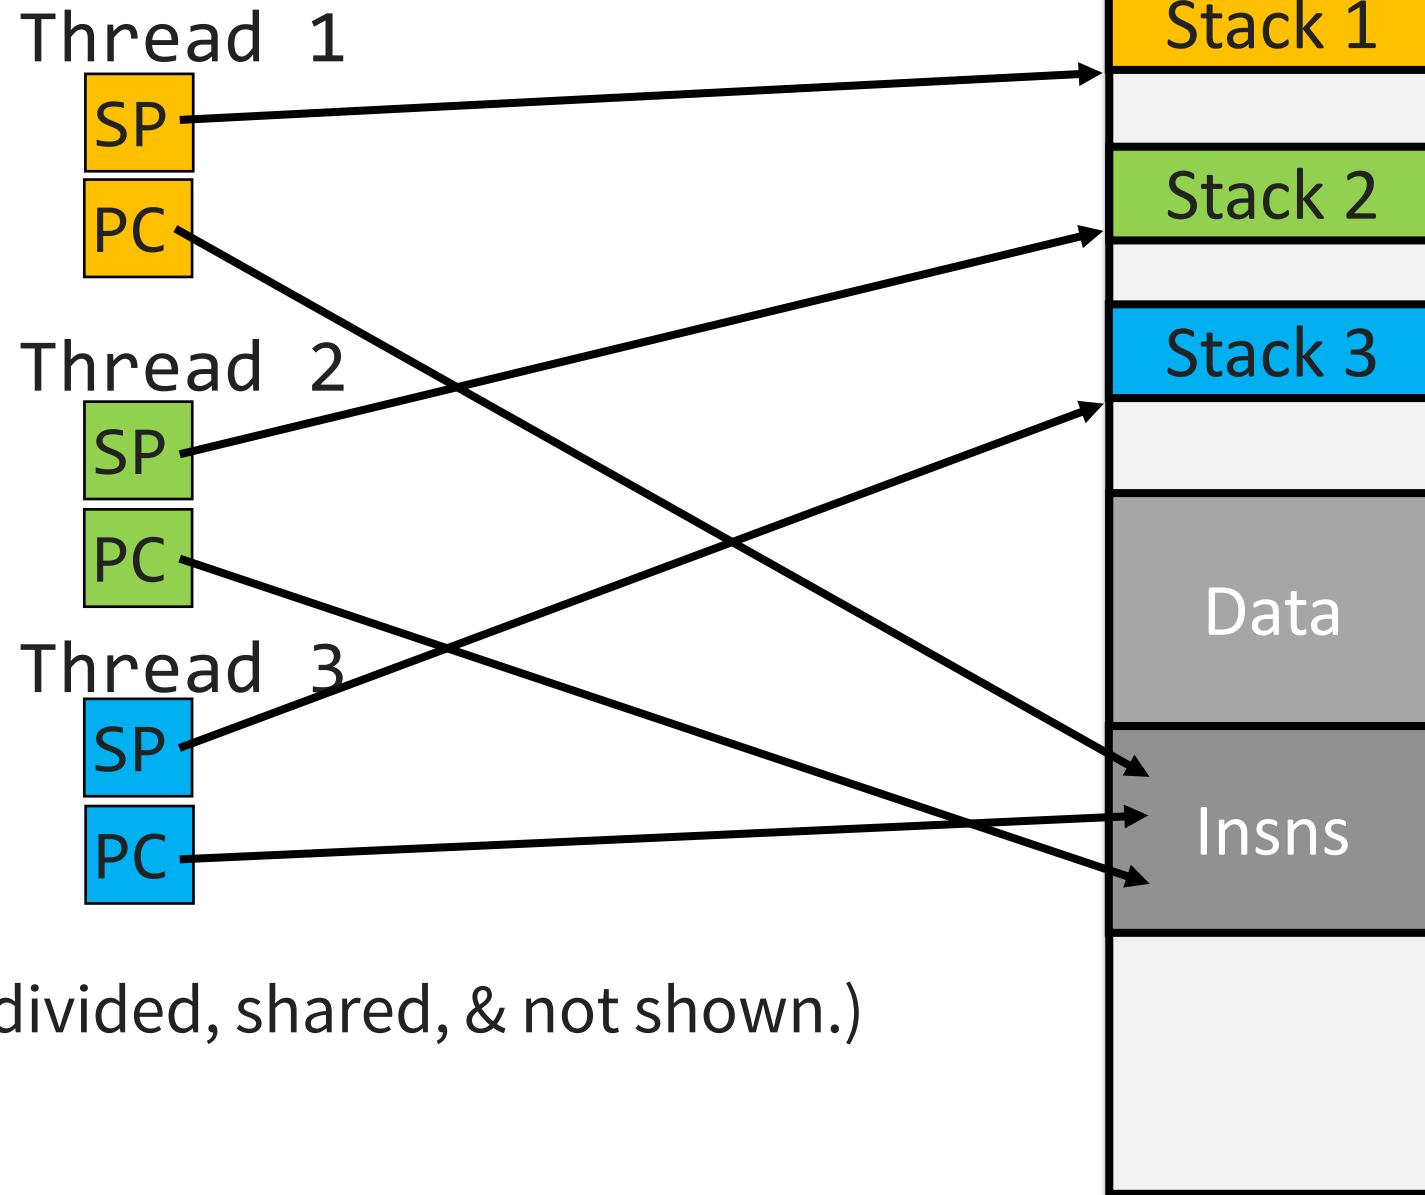 Thread 1
SP
PC
Thread 2
SP
PC
Thread 3
SP
PC
Stack 1
Stack 2
Stack 3
Data
Insns
divided, shared, & not shown.)